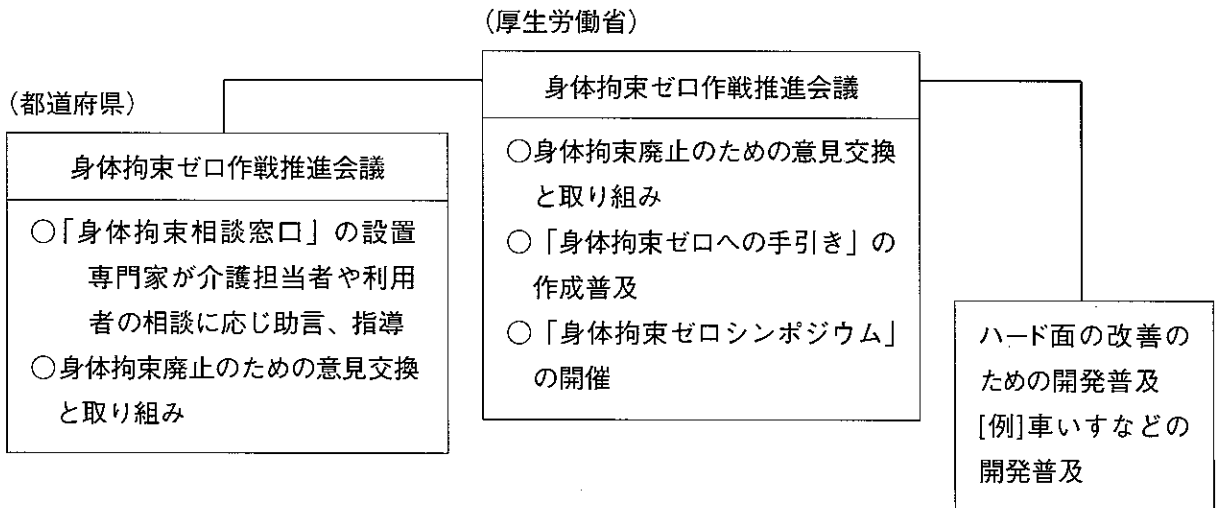 （厚生労働省）
身体拘束ゼロ作戦推進会議
○身体拘束廃止のための意見交換
と取り組み
○「身体拘束ゼロへの手引き」の
作成普及
○「身体拘束ゼロシンポジウム」
の開催
（都道府県）
身体拘束ゼロ作戦推進会議
○「身体拘束相談窓口」の設置
専門家が介護担当者や利用
者の相談に応じ助言、指導
○身体拘束廃止のための意見交換
と取り組み
ハード面の改善の
ための開発普及
[例]車いすなどの
開発普及